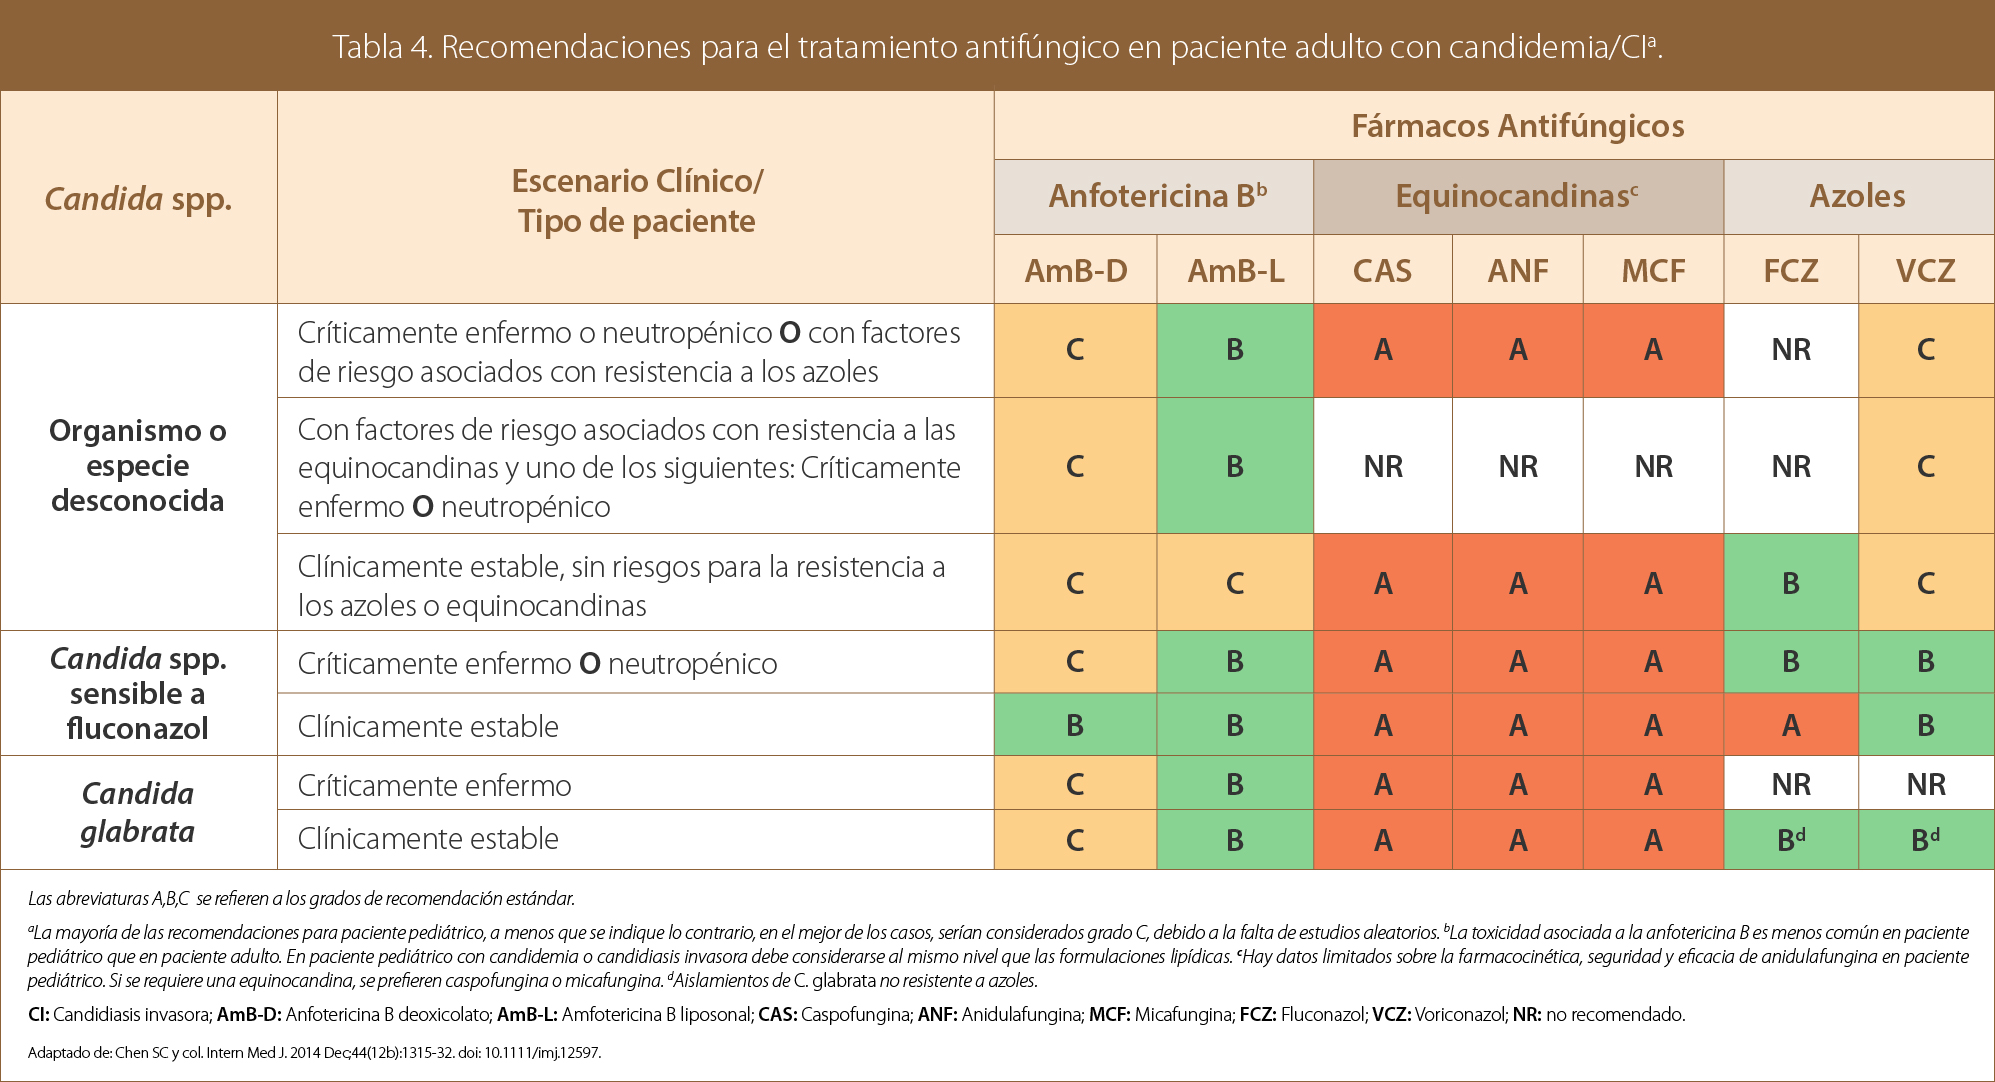 Tabla 4. Recomendaciones para el tratamiento antifúngico en paciente adulto con candidemia/CIa.
Candida spp.
Escenario Clínico/
Tipo de paciente
Fármacos Antifúngicos
Anfotericina Bb
Equinocandinasc
Azoles
AmB-D
AmB-L
CAS
ANF
MCF
FCZ
VCZ
Organismo o
especie
desconocida
Críticamente enfermo o neutropénico O con factores
de riesgo asociados con resistencia a los azoles
C
B
A
A
A
NR
C
Con factores de riesgo asociados con resistencia a las
equinocandinas y uno de los siguientes: Críticamente
enfermo O neutropénico
C
B
NR
NR
NR
NR
C
Clínicamente estable, sin riesgos para la resistencia a
los azoles o equinocandinas
C
C
A
A
A
B
C
Candida spp.
sensible a
fluconazol
Críticamente enfermo O neutropénico
C
B
A
A
A
B
B
Clínicamente estable
B
B
A
A
A
A
B
Candida
glabrata
Críticamente enfermo
C
B
A
A
A
NR
NR
Clínicamente estable
C
B
A
A
A
Bd
Bd
Las abreviaturas A,B,C se refieren a los grados de recomendación estándar.
aLa mayoría de las recomendaciones para paciente pediátrico, a menos que se indique lo contrario, en el mejor de los casos, serían considerados grado C, debido a la falta de estudios aleatorios. bLa toxicidad asociada a la anfotericina B es menos común en paciente
pediátrico que en paciente adulto. En paciente pediátrico con candidemia o candidiasis invasora debe considerarse al mismo nivel que las formulaciones lipídicas. cHay datos limitados sobre la farmacocinética, seguridad y eficacia de anidulafungina en paciente
pediátrico. Si se requiere una equinocandina, se prefieren caspofungina o micafungina. dAislamientos de C. glabrata no resistente a azoles.
CI: Candidiasis invasora; AmB-D: Anfotericina B deoxicolato; AmB-L: Amfotericina B liposonal; CAS: Caspofungina; ANF: Anidulafungina; MCF: Micafungina; FCZ: Fluconazol; VCZ: Voriconazol; NR: no recomendado.
Adaptado de: Chen SC y col. Intern Med J. 2014 Dec;44(12b):1315-32. doi: 10.1111/imj.12597.